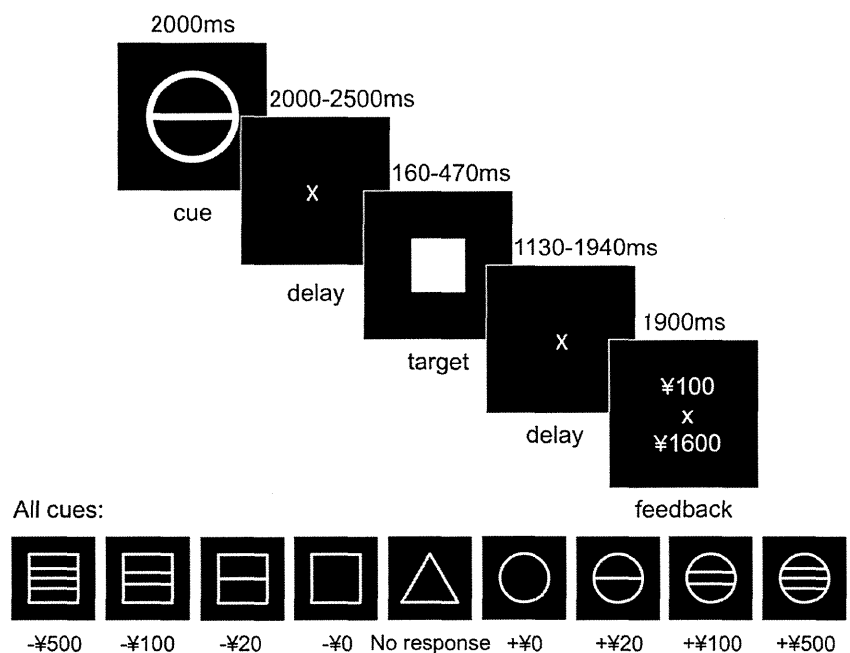 2000ms
2000-2500ms
X
cue
160-470ms
delay
1130-1940ms
target
X
1900ms
delay
¥100
x
¥1600
feedback
All cues:
-¥500 -¥100 -¥20 -¥0 No response +¥0 +¥20 +¥100 +¥500